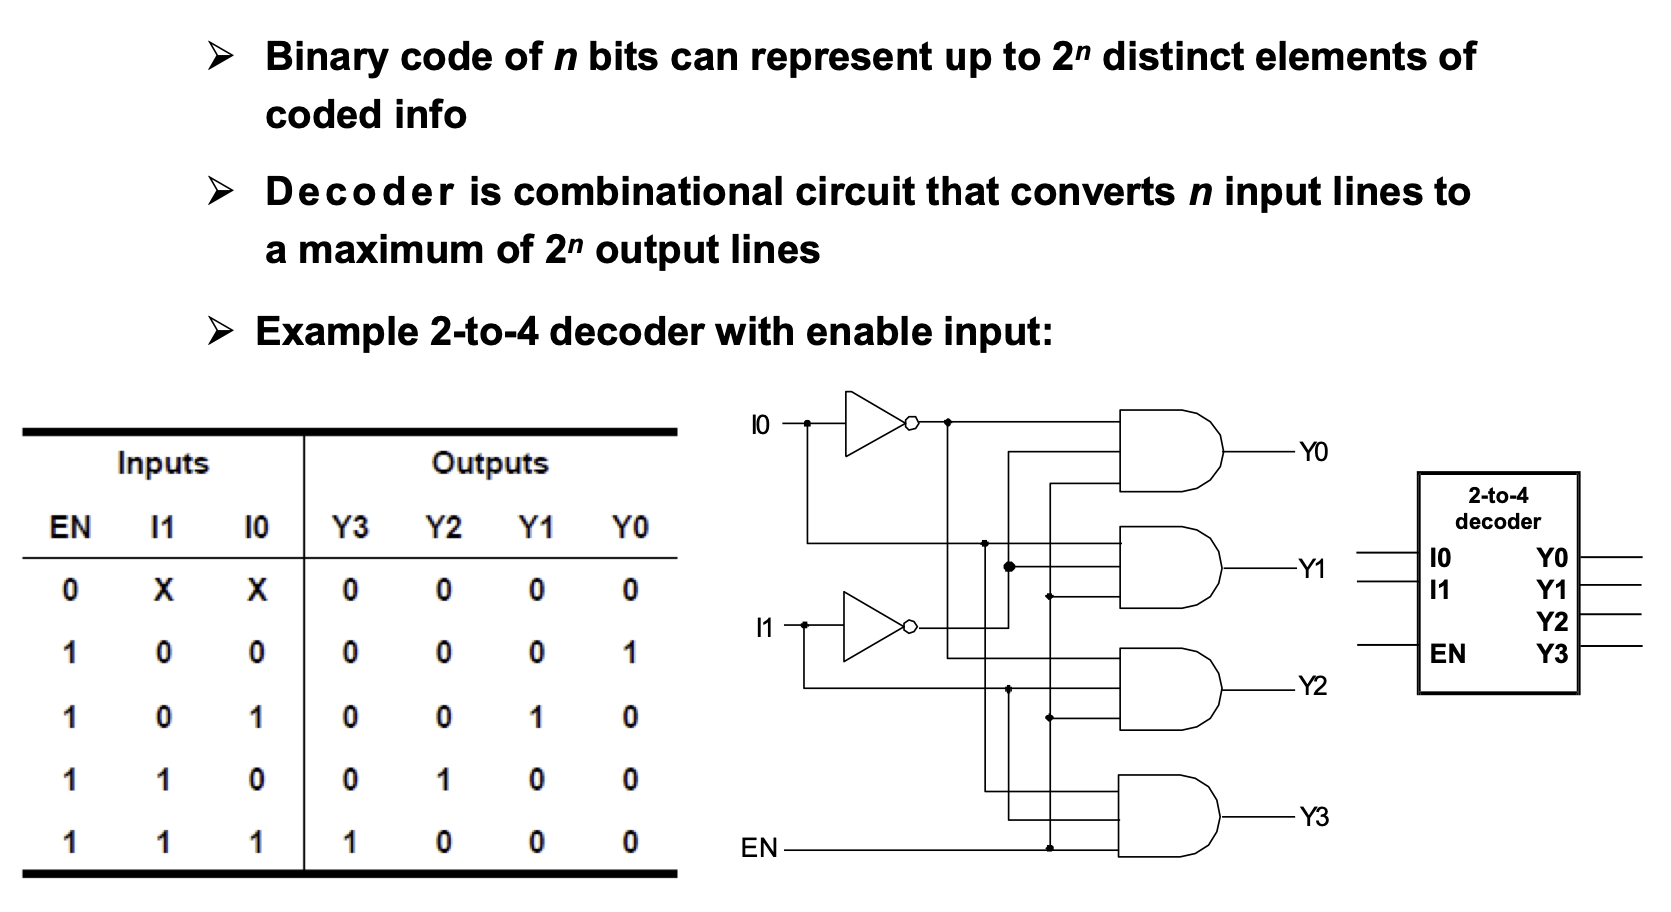 ➢ Binary code of n bits can represent up to 2ⁿ distinct elements of
coded info
➢ Decoder is combinational circuit that converts n input lines to
a maximum of 2ⁿ output lines
➢ Example 2-to-4 decoder with enable input:
Inputs Outputs
EN I1 I0 Y3 Y2 Y1 Y0
0 X X 0 0 0 0
1 0 0 0 0 0 1
1 0 1 0 0 1 0
1 1 0 0 1 0 0
1 1 1 1 0 0 0
I0
I1
EN
Y0
Y1
Y2
Y3
2-to-4
decoder
I0 Y0
I1 Y1
Y2
EN Y3